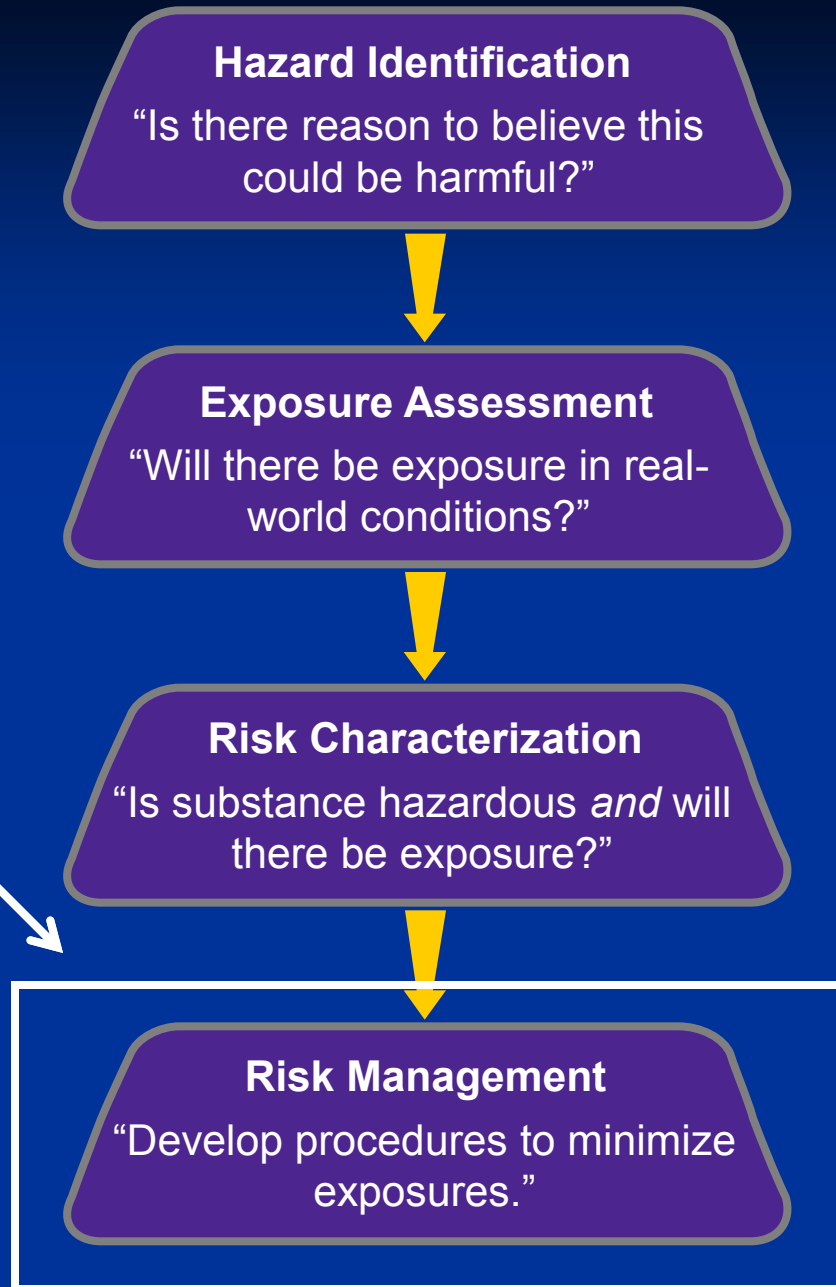 Hazard Identification
“Is there reason to believe this
could be harmful?”
Exposure Assessment
“Will there be exposure in real-
world conditions?”
Risk Characterization
“Is substance hazardous and will
there be exposure?”
Risk Management
“Develop procedures to minimize
exposures.”